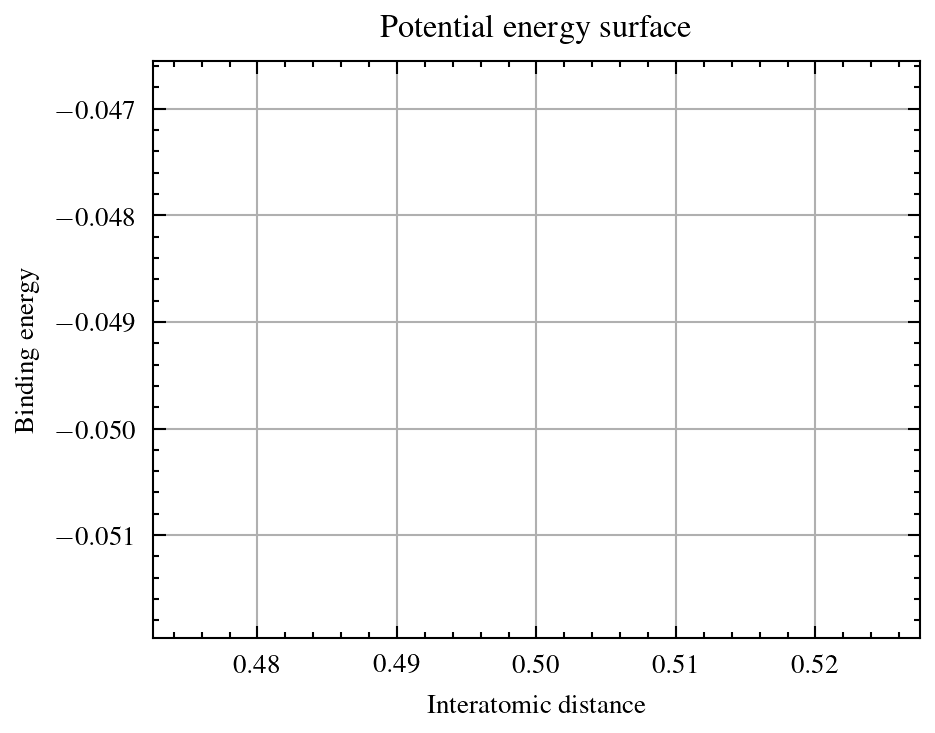 Potential energy surface
−0.047
−0.048
−0.049
−0.050
−0.051
Binding energy
0.48 0.49 0.50 0.51 0.52
Interatomic distance